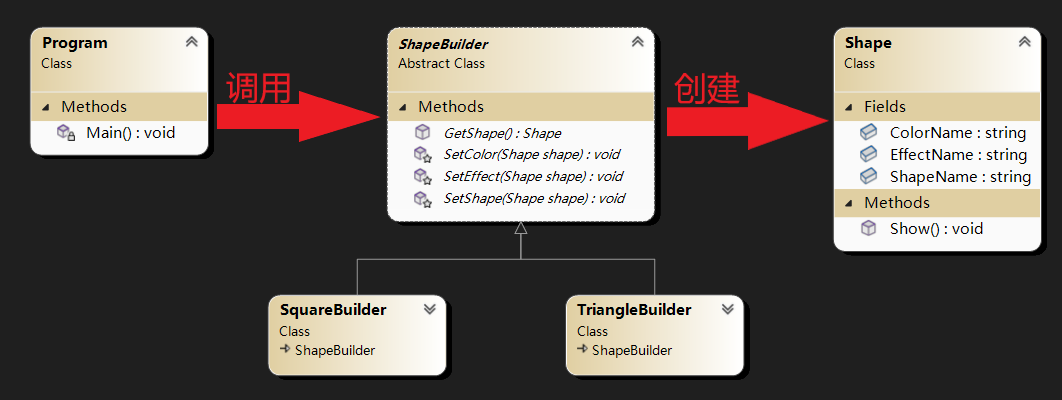 Program
Class
Methods
Main() : void
调用
ShapeBuilder
Abstract Class
Methods
GetShape() : Shape
SetColor(Shape shape) : void
SetEffect(Shape shape) : void
SetShape(Shape shape) : void
创建
Shape
Class
Fields
ColorName : string
EffectName : string
ShapeName : string
Methods
Show() : void
SquareBuilder
Class
ShapeBuilder
TriangleBuilder
Class
ShapeBuilder